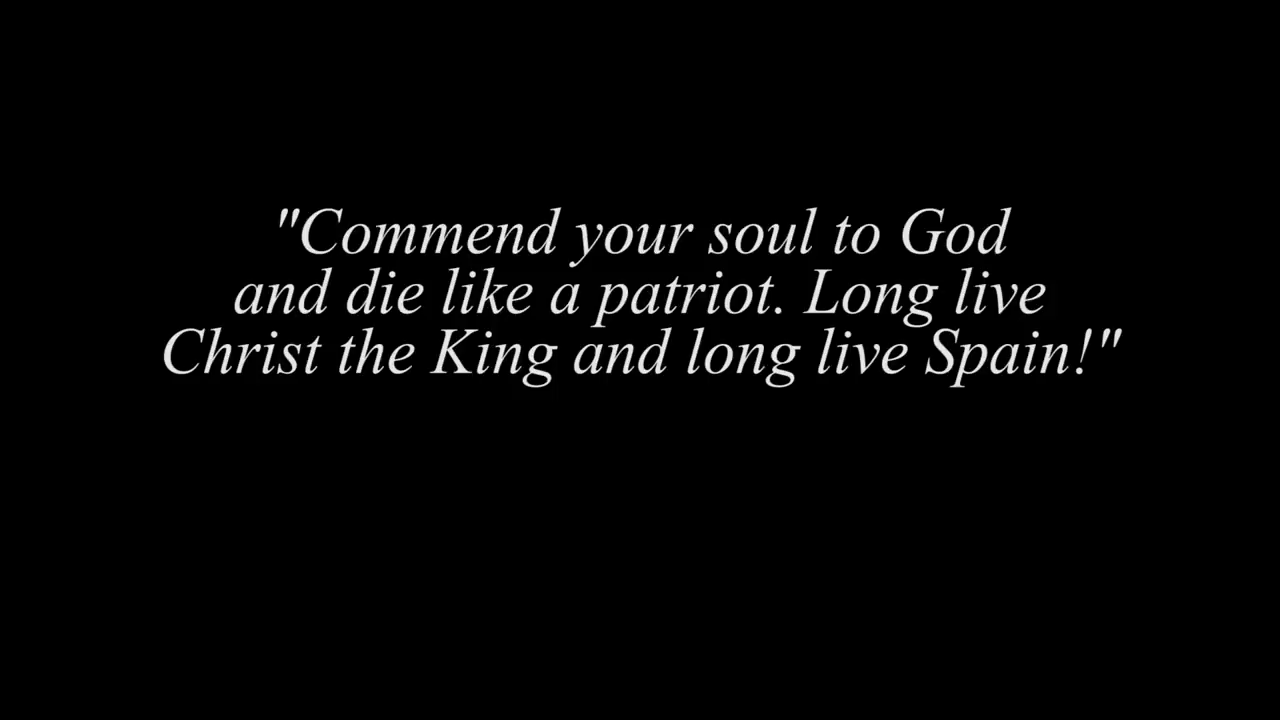 "Commend your soul to God
and die like a patriot. Long live
Christ the King and long live Spain!"